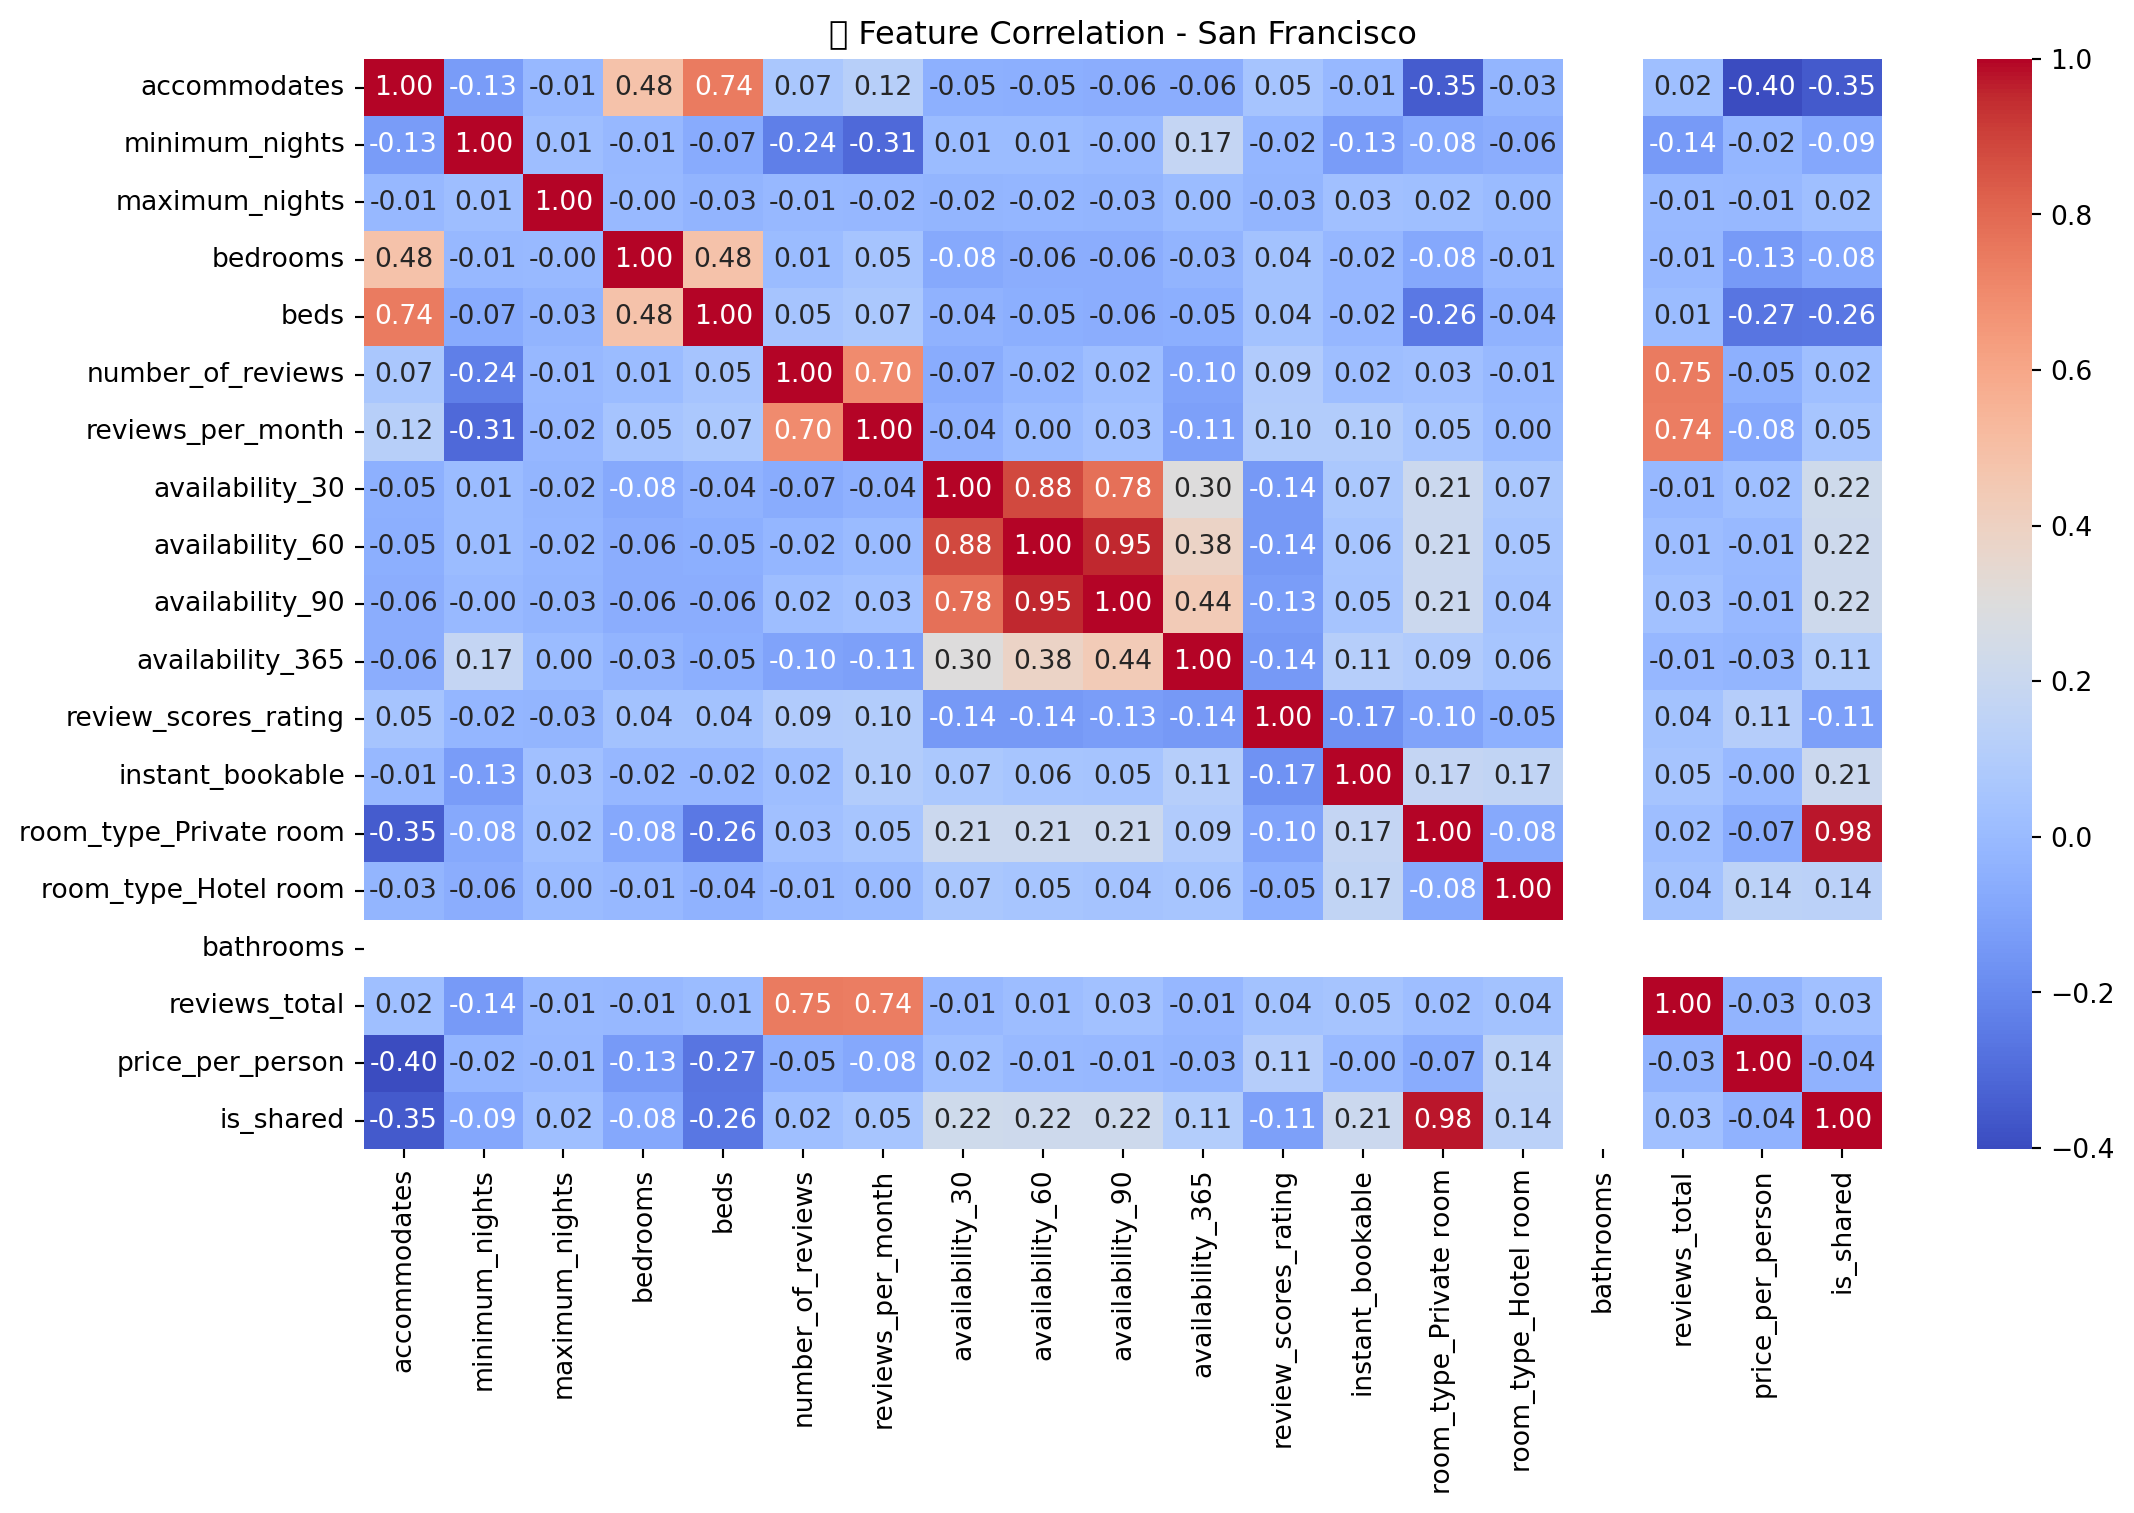 ▯ Feature Correlation - San Francisco
accommodates 1.00 -0.13 -0.01 0.48 0.74 0.07 0.12 -0.05 -0.05 -0.06 -0.06 0.05 -0.01 -0.35 -0.03 0.02 -0.40 -0.35
minimum_nights -0.13 1.00 0.01 -0.01 -0.07 -0.24 -0.31 0.01 0.01 -0.00 0.17 -0.02 -0.13 -0.08 -0.06 -0.14 -0.02 -0.09
maximum_nights -0.01 0.01 1.00 -0.00 -0.03 -0.01 -0.02 -0.02 -0.02 -0.03 0.00 -0.03 0.03 0.02 0.00 -0.01 -0.01 0.02
bedrooms 0.48 -0.01 -0.00 1.00 0.48 0.01 0.05 -0.08 -0.06 -0.06 -0.03 0.04 -0.02 -0.08 -0.01 -0.01 -0.13 -0.08
beds 0.74 -0.07 -0.03 0.48 1.00 0.05 0.07 -0.04 -0.05 -0.06 -0.05 0.04 -0.02 -0.26 -0.04 0.01 -0.27 -0.26
number_of_reviews 0.07 -0.24 -0.01 0.01 0.05 1.00 0.70 -0.07 -0.02 0.02 -0.10 0.09 0.02 0.03 -0.01 0.75 -0.05 0.02
reviews_per_month 0.12 -0.31 -0.02 0.05 0.07 0.70 1.00 -0.04 0.00 0.03 -0.11 0.10 0.10 0.05 0.00 0.74 -0.08 0.05
availability_30 -0.05 0.01 -0.02 -0.08 -0.04 -0.07 -0.04 1.00 0.88 0.78 0.30 -0.14 0.07 0.21 0.07 -0.01 0.02 0.22
availability_60 -0.05 0.01 -0.02 -0.06 -0.05 -0.02 0.00 0.88 1.00 0.95 0.38 -0.14 0.06 0.21 0.05 0.01 -0.01 0.22
availability_90 -0.06 -0.00 -0.03 -0.06 -0.06 0.02 0.03 0.78 0.95 1.00 0.44 -0.13 0.05 0.21 0.04 0.03 -0.01 0.22
availability_365 -0.06 0.17 0.00 -0.03 -0.05 -0.10 -0.11 0.30 0.38 0.44 1.00 -0.14 0.11 0.09 0.06 -0.01 -0.03 0.11
review_scores_rating 0.05 -0.02 -0.03 0.04 0.04 0.09 0.10 -0.14 -0.14 -0.13 -0.14 1.00 -0.17 -0.10 -0.05 0.04 0.11 -0.11
instant_bookable -0.01 -0.13 0.03 -0.02 -0.02 0.02 0.10 0.07 0.06 0.05 0.11 -0.17 1.00 0.17 0.17 0.05 -0.00 0.21
room_type_Private room -0.35 -0.08 0.02 -0.08 -0.26 0.03 0.05 0.21 0.21 0.21 0.09 -0.10 0.17 1.00 -0.08 0.02 -0.07 0.98
room_type_Hotel room -0.03 -0.06 0.00 -0.01 -0.04 -0.01 0.00 0.07 0.05 0.04 0.06 -0.05 0.17 -0.08 1.00 0.04 0.14 0.14
bathrooms
reviews_total 0.02 -0.14 -0.01 -0.01 0.01 0.75 0.74 -0.01 0.01 0.03 -0.01 0.04 0.05 0.02 0.04 1.00 -0.03 0.03
price_per_person -0.40 -0.02 -0.01 -0.13 -0.27 -0.05 -0.08 0.02 -0.01 -0.01 -0.03 0.11 -0.00 -0.07 0.14 -0.03 1.00 -0.04
is_shared -0.35 -0.09 0.02 -0.08 -0.26 0.02 0.05 0.22 0.22 0.22 0.11 -0.11 0.21 0.98 0.14 0.03 -0.04 1.00
accommodates
minimum_nights
maximum_nights
bedrooms
beds
number_of_reviews
reviews_per_month
availability_30
availability_60
availability_90
availability_365
review_scores_rating
instant_bookable
room_type_Private room
room_type_Hotel room
bathrooms
reviews_total
price_per_person
is_shared
1.0
0.8
0.6
0.4
0.2
0.0
−0.2
−0.4